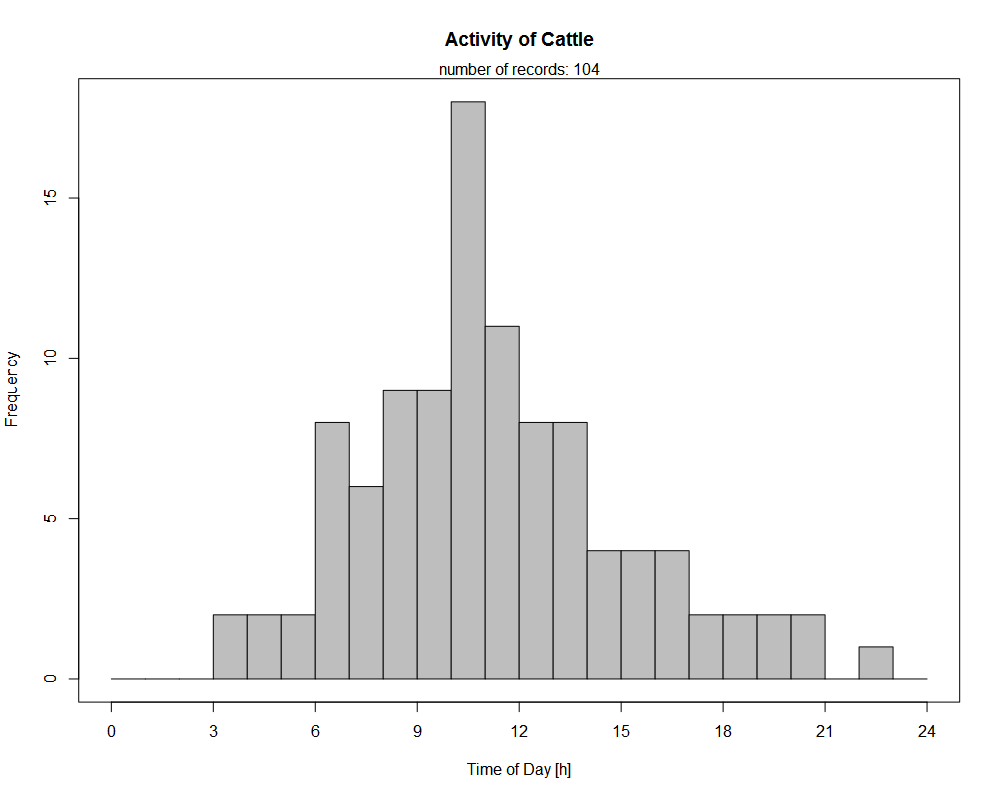 Activity of Cattle
number of records: 104
15
10
5
0
Frequency
0 3 6 9 12 15 18 21 24
Time of Day [h]